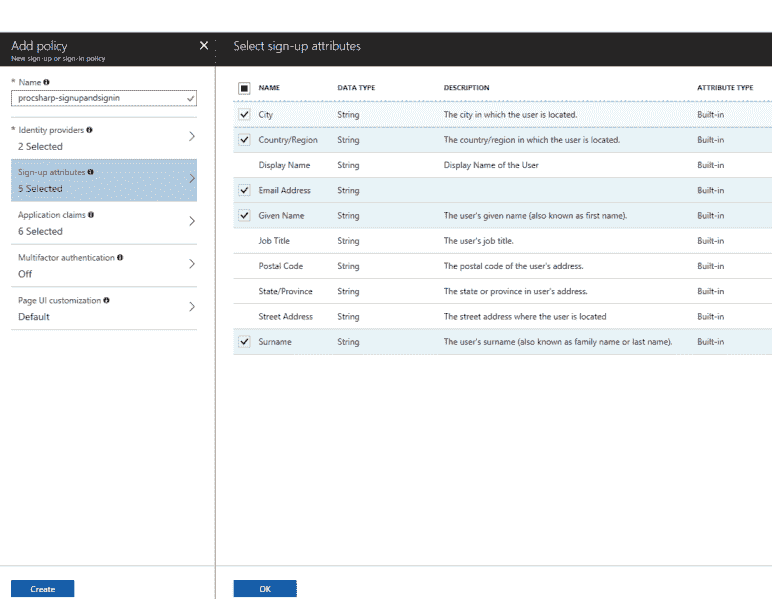 Add policy
New sign-up or sign-in policy
* Name
procsharp-signupandsignin
* Identity providers
2 Selected
Sign-up attributes
5 Selected
Application claims
6 Selected
Multifactor authentication
Off
Page UI customization
Default
Create
Select sign-up attributes
NAME DATA TYPE DESCRIPTION ATTRIBUTE TYPE
City String The city in which the user is located. Built-in
Country/Region String The country/region in which the user is located. Built-in
Display Name String Display Name of the User Built-in
Email Address String Built-in
Given Name String The user's given name (also known as first name). Built-in
Job Title String The user's job title. Built-in
Postal Code String The postal code of the user's address. Built-in
State/Province String The state or province in user's address. Built-in
Street Address String The street address where the user is located Built-in
Surname String The user's surname (also known as family name or last name). Built-in
OK